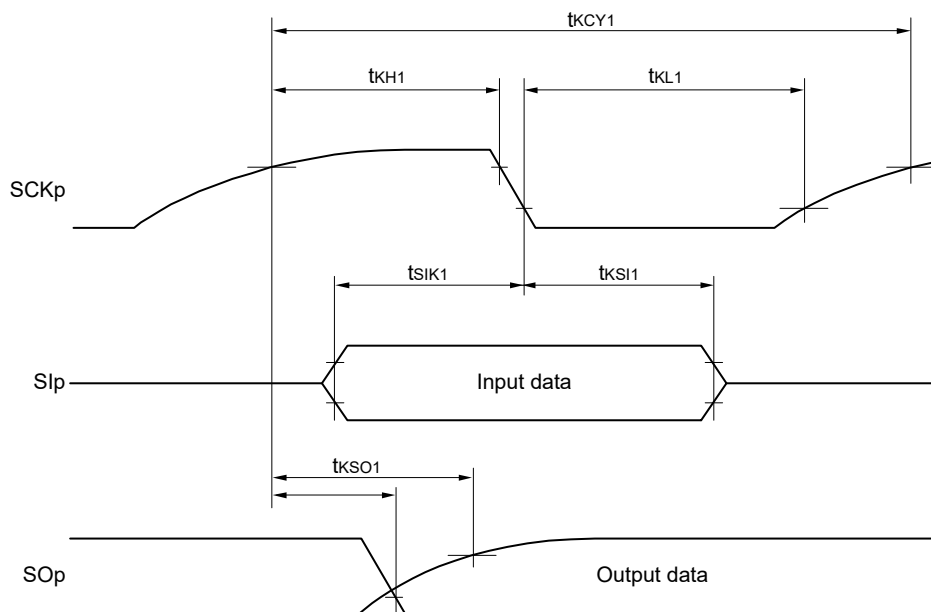 tKCY1
tKH1
tKL1
SCKp
tSIK1
tKSI1
SIp
Input data
tKSO1
SOp
Output data